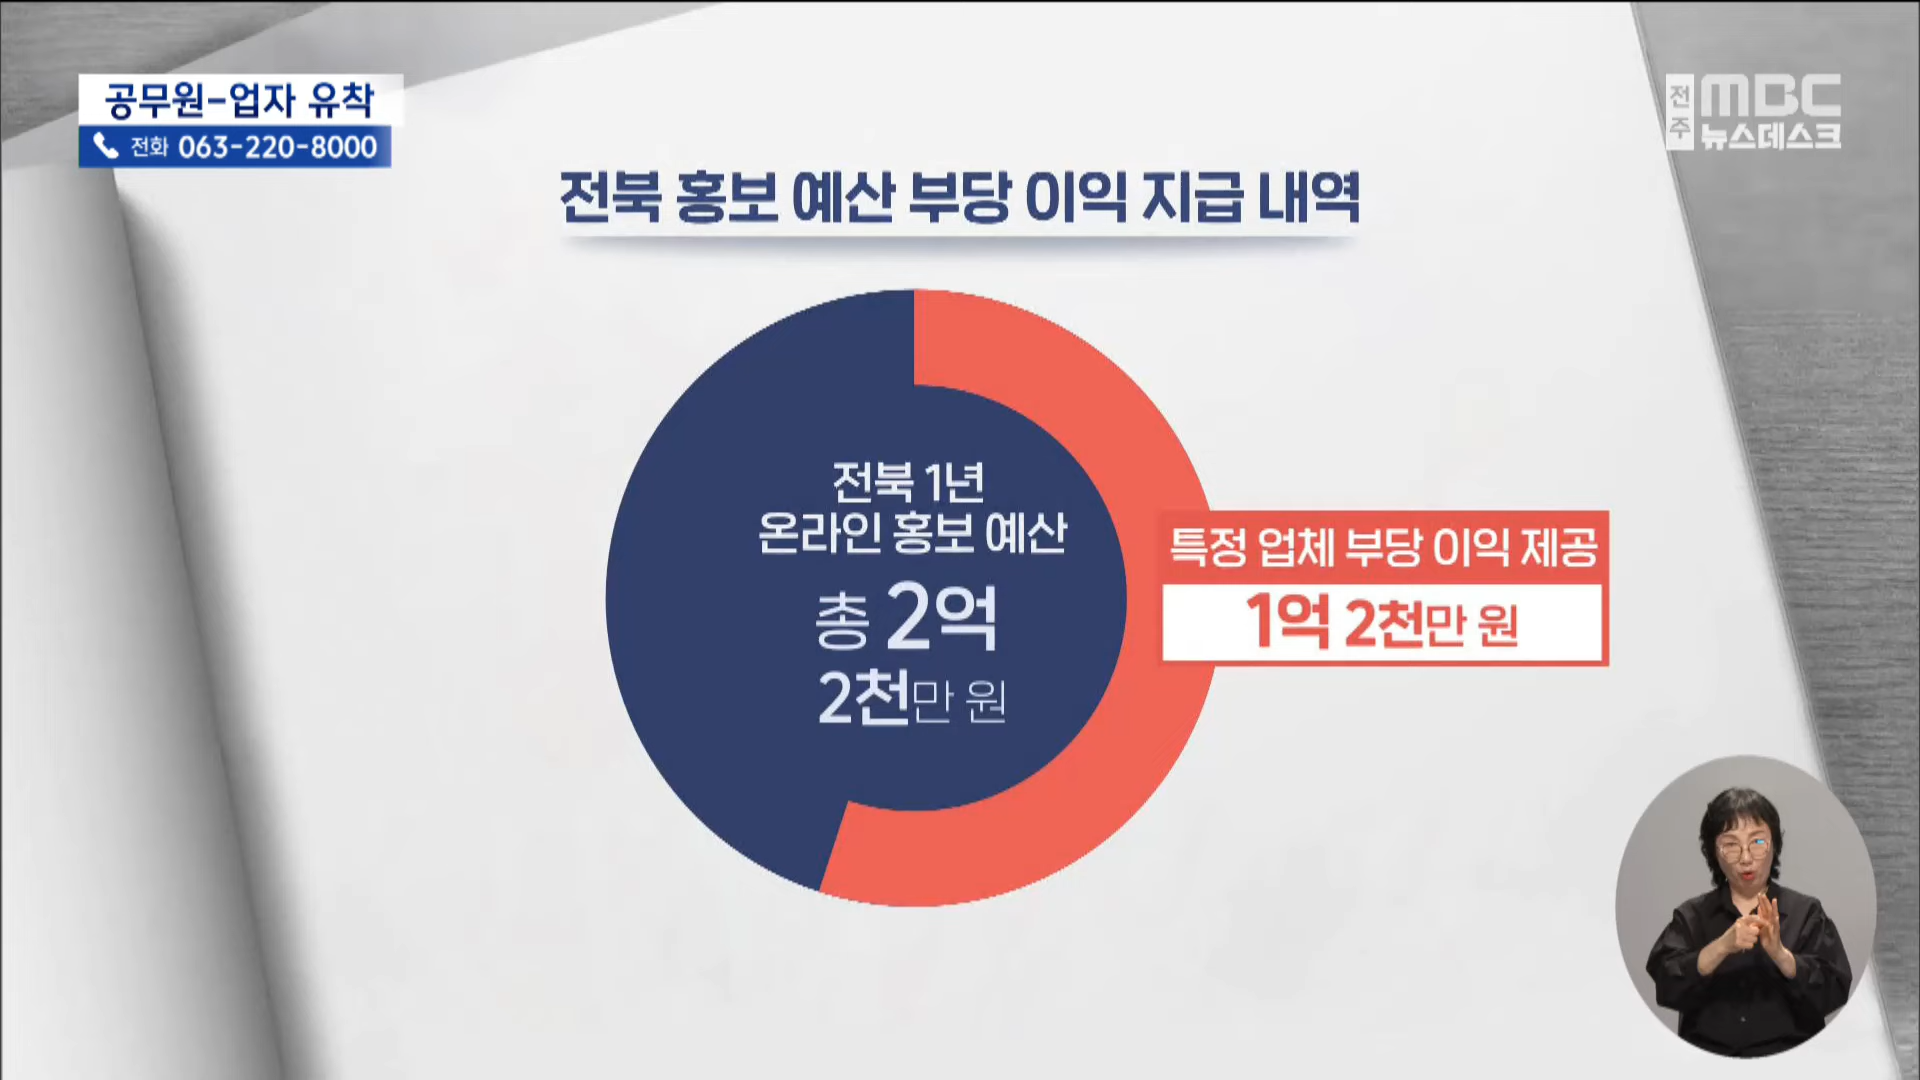 공무원-업자 유착
전화 063-220-8000
전주
MBC
뉴스데스크
전북 홍보 예산 부당 이익 지급 내역
전북 1년
온라인 홍보 예산
총 2억
2천만 원
특정 업체 부당 이익 제공
1억 2천만 원